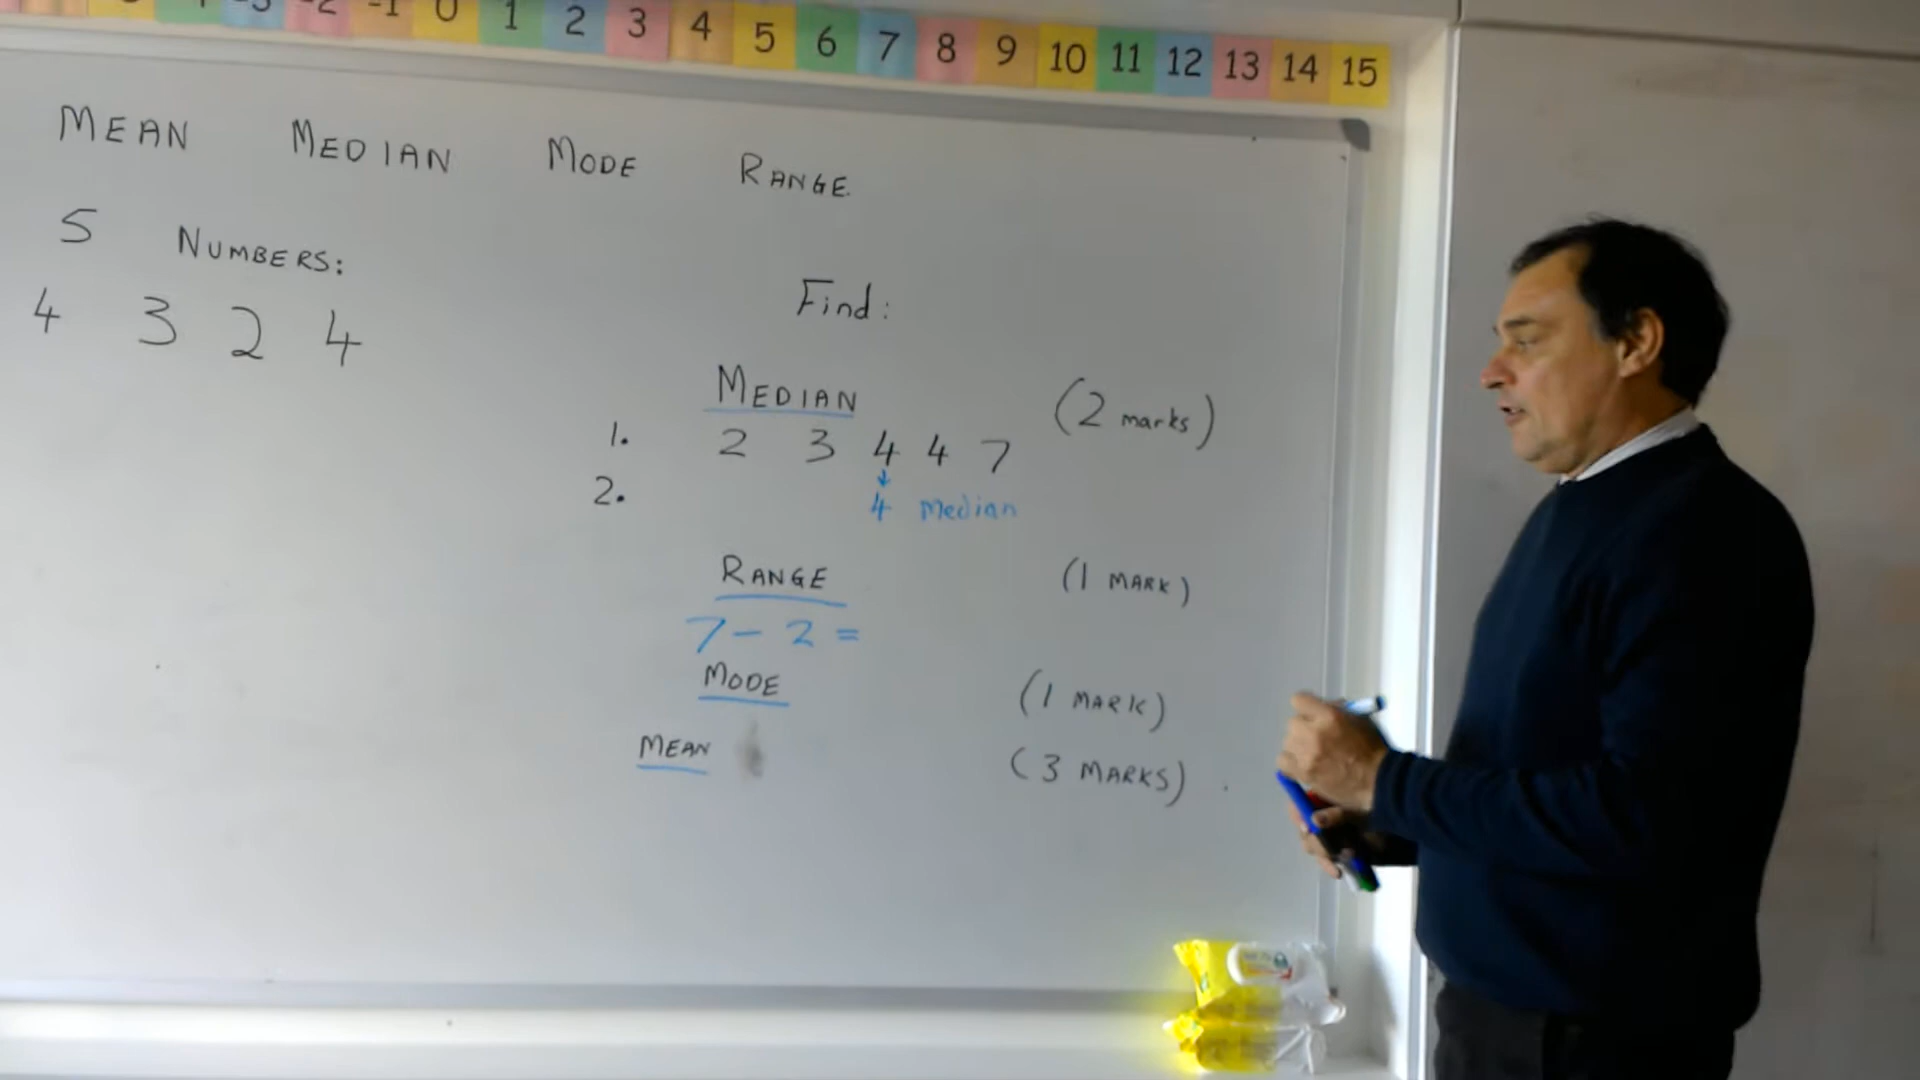 0 1 2 3 4 5 6 7 8 9 10 11 12 13 14 15
MEAN MEDIAN MODE RANGE
5 NUMBERS:
4 3 2 4
Find:
MEDIAN (2 marks)
1. 2 3 4 4 7
2. 4 Median
RANGE (1 MARK)
7 - 2 =
MODE (1 MARK)
MEAN (3 MARKS)